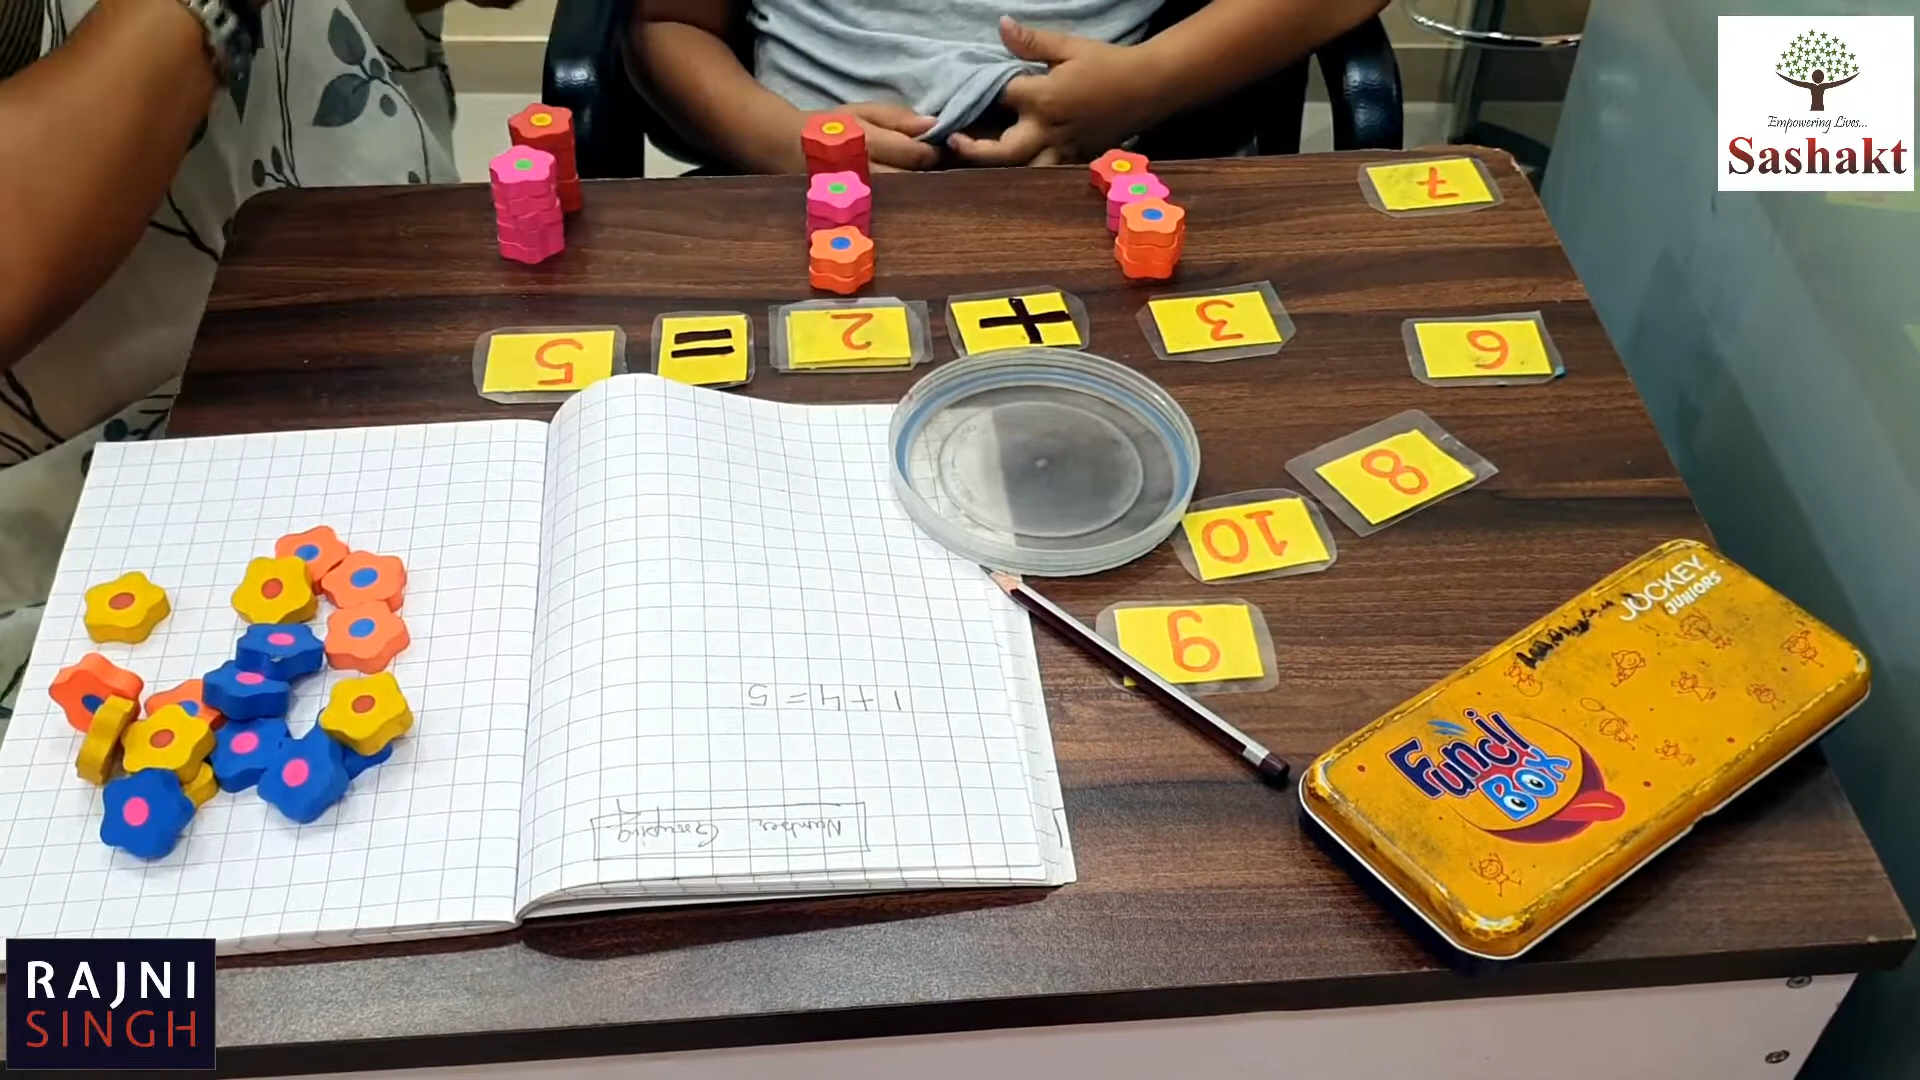 Empowering Lives...
Sashakt
7
3 + 2 = 5
6
8
10
9
JOCKEY
JUNIORS
Funcil
BOX
1 + 4 = 5
Number Grouping
RAJNI
SINGH